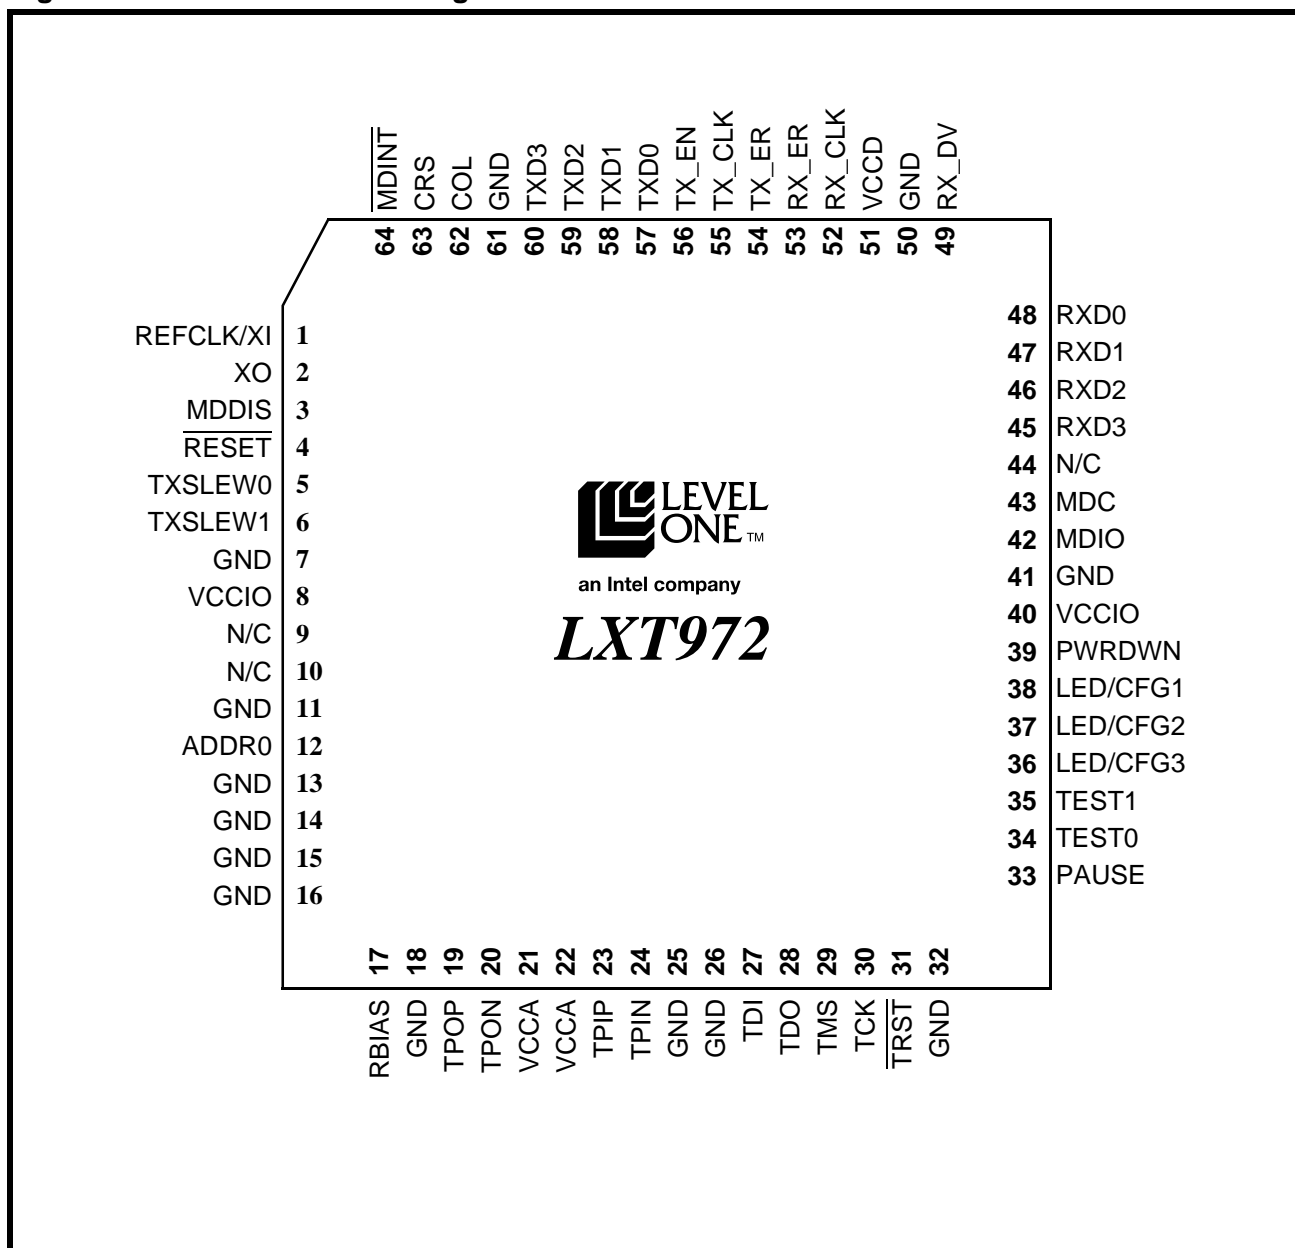 MDINT
CRS
COL
GND
TXD3
TXD2
TXD1
TXD0
TX_EN
TX_CLK
TX_ER
RX_ER
RX_CLK
VCCD
GND
RX_DV
64 63 62 61 60 59 58 57 56 55 54 53 52 51 50 49
REFCLK/XI 1
XO 2
MDDIS 3
RESET 4
TXSLEW0 5
TXSLEW1 6
GND 7
VCCIO 8
N/C 9
N/C 10
GND 11
ADDR0 12
GND 13
GND 14
GND 15
GND 16
LEVEL
ONE TM
an Intel company
LXT972
48 RXD0
47 RXD1
46 RXD2
45 RXD3
44 N/C
43 MDC
42 MDIO
41 GND
40 VCCIO
39 PWRDWN
38 LED/CFG1
37 LED/CFG2
36 LED/CFG3
35 TEST1
34 TEST0
33 PAUSE
17 18 19 20 21 22 23 24 25 26 27 28 29 30 31 32
RBIAS
GND
TPOP
TPON
VCCA
VCCA
TPIP
TPIN
GND
GND
TDI
TDO
TMS
TCK
TRST
GND